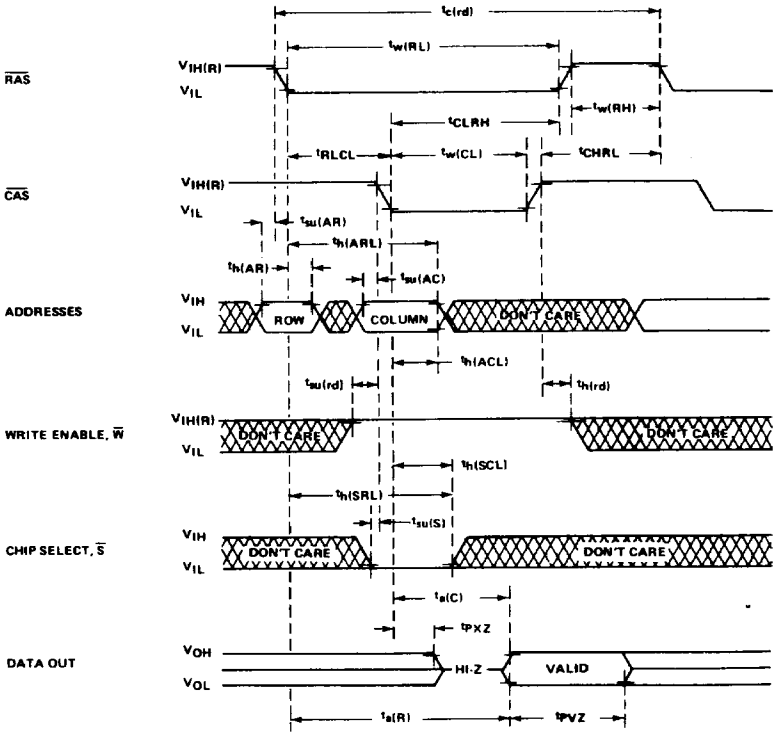 tc(rd)
tw(RL)
RAS
VIH(R)
VIL
tw(RH)
tCLRH
tRLCL
tw(CL)
tCHRL
CAS
VIH(R)
VIL
tsu(AR)
th(ARL)
th(AR)
tsu(AC)
ADDRESSES
VIH
VIL
ROW
COLUMN
DON'T CARE
th(ACL)
tsu(rd)
th(rd)
WRITE ENABLE, W
VIH(R)
VIL
DON'T CARE
DON'T CARE
th(SCL)
th(SRL)
tsu(S)
CHIP SELECT, S
VIH
VIL
DON'T CARE
DON'T CARE
ta(C)
tPXZ
DATA OUT
VOH
VOL
HI-Z
VALID
ta(R)
tPVZ